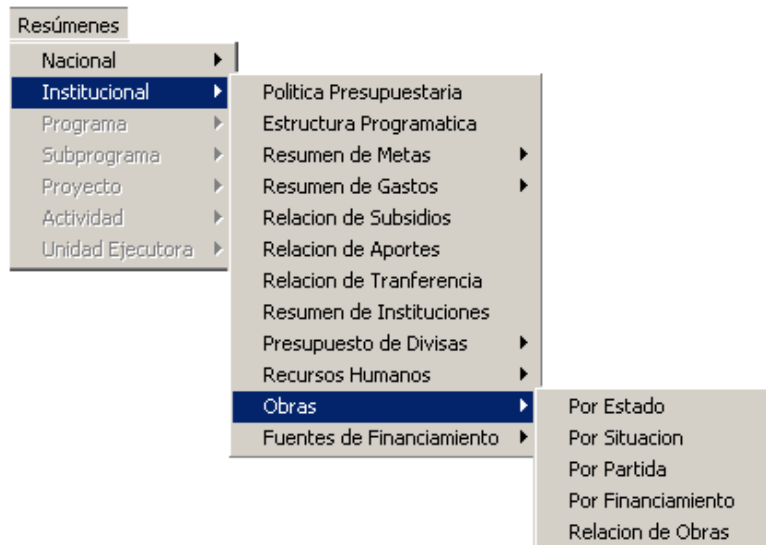 Resúmenes
Nacional
Institucional
Programa
Subprograma
Proyecto
Actividad
Unidad Ejecutora
Politica Presupuestaria
Estructura Programatica
Resumen de Metas
Resumen de Gastos
Relacion de Subsidios
Relacion de Aportes
Relacion de Tranferencia
Resumen de Instituciones
Presupuesto de Divisas
Recursos Humanos
Obras
Fuentes de Financiamiento
Por Estado
Por Situacion
Por Partida
Por Financiamiento
Relacion de Obras